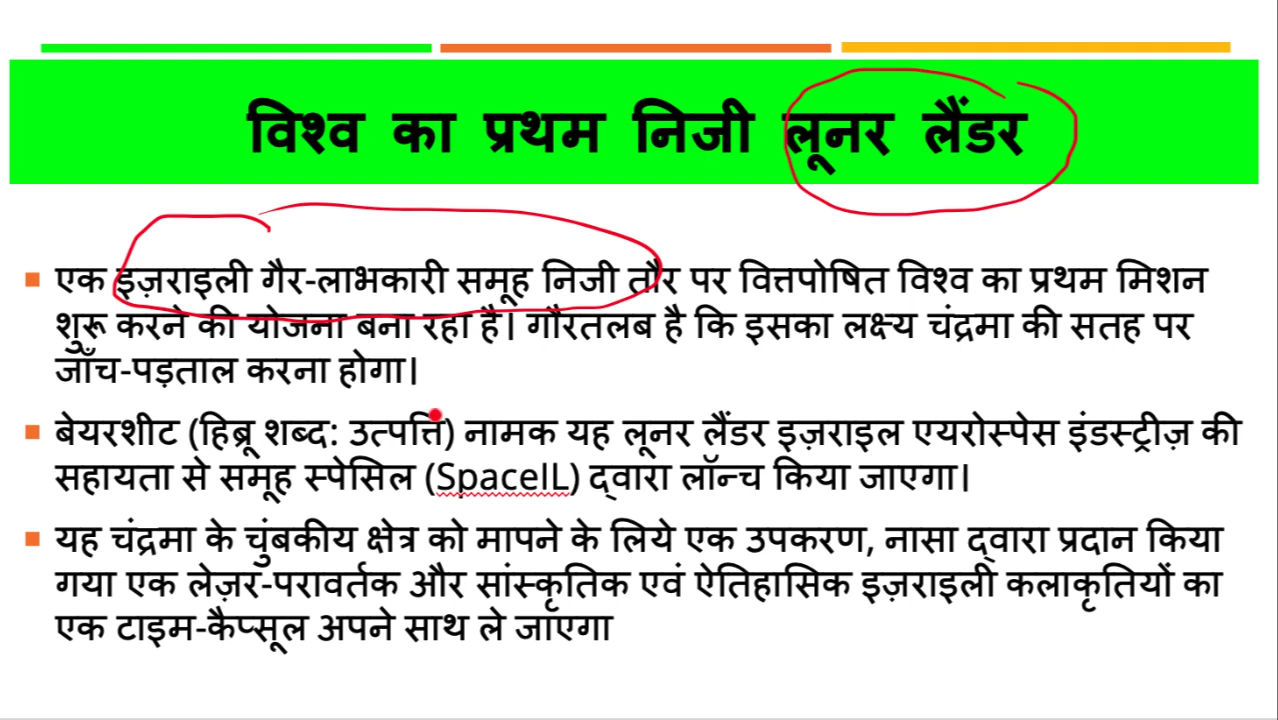 विश्व का प्रथम निजी लूनर लैंडर
एक इज़राइली गैर-लाभकारी समूह निजी तौर पर वित्तपोषित विश्व का प्रथम मिशन
शुरू करने की योजना बना रहा है। गौरतलब है कि इसका लक्ष्य चंद्रमा की सतह पर
जाँच-पड़ताल करना होगा।
बेयरशीट (हिब्रू शब्द: उत्पत्ति) नामक यह लूनर लैंडर इज़राइल एयरोस्पेस इंडस्ट्रीज़ की
सहायता से समूह स्पेसिल (SpaceIL) द्वारा लॉन्च किया जाएगा।
यह चंद्रमा के चुंबकीय क्षेत्र को मापने के लिये एक उपकरण, नासा द्वारा प्रदान किया
गया एक लेज़र-परावर्तक और सांस्कृतिक एवं ऐतिहासिक इज़राइली कलाकृतियों का
एक टाइम-कैप्सूल अपने साथ ले जाएगा